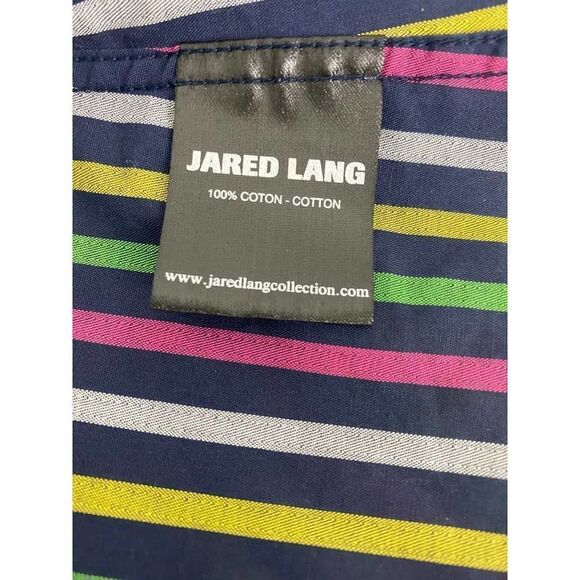 JARED LANG
100% COTON - COTTON
www.jaredlangcollection.com